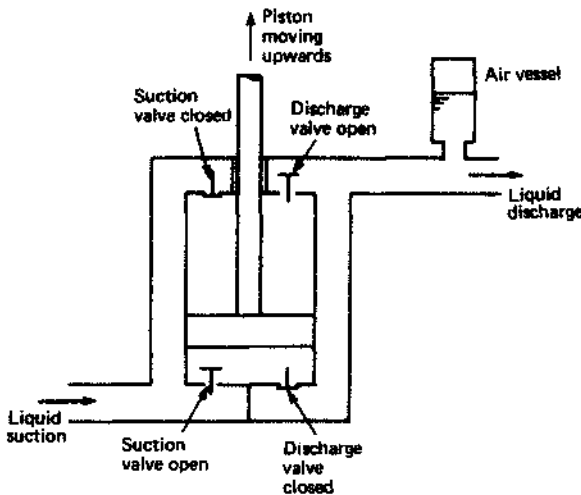 Piston
moving
upwards
Suction
valve closed
Discharge
valve open
Air vessel
Liquid
discharge
Liquid
suction
Suction
valve open
Discharge
valve
closed